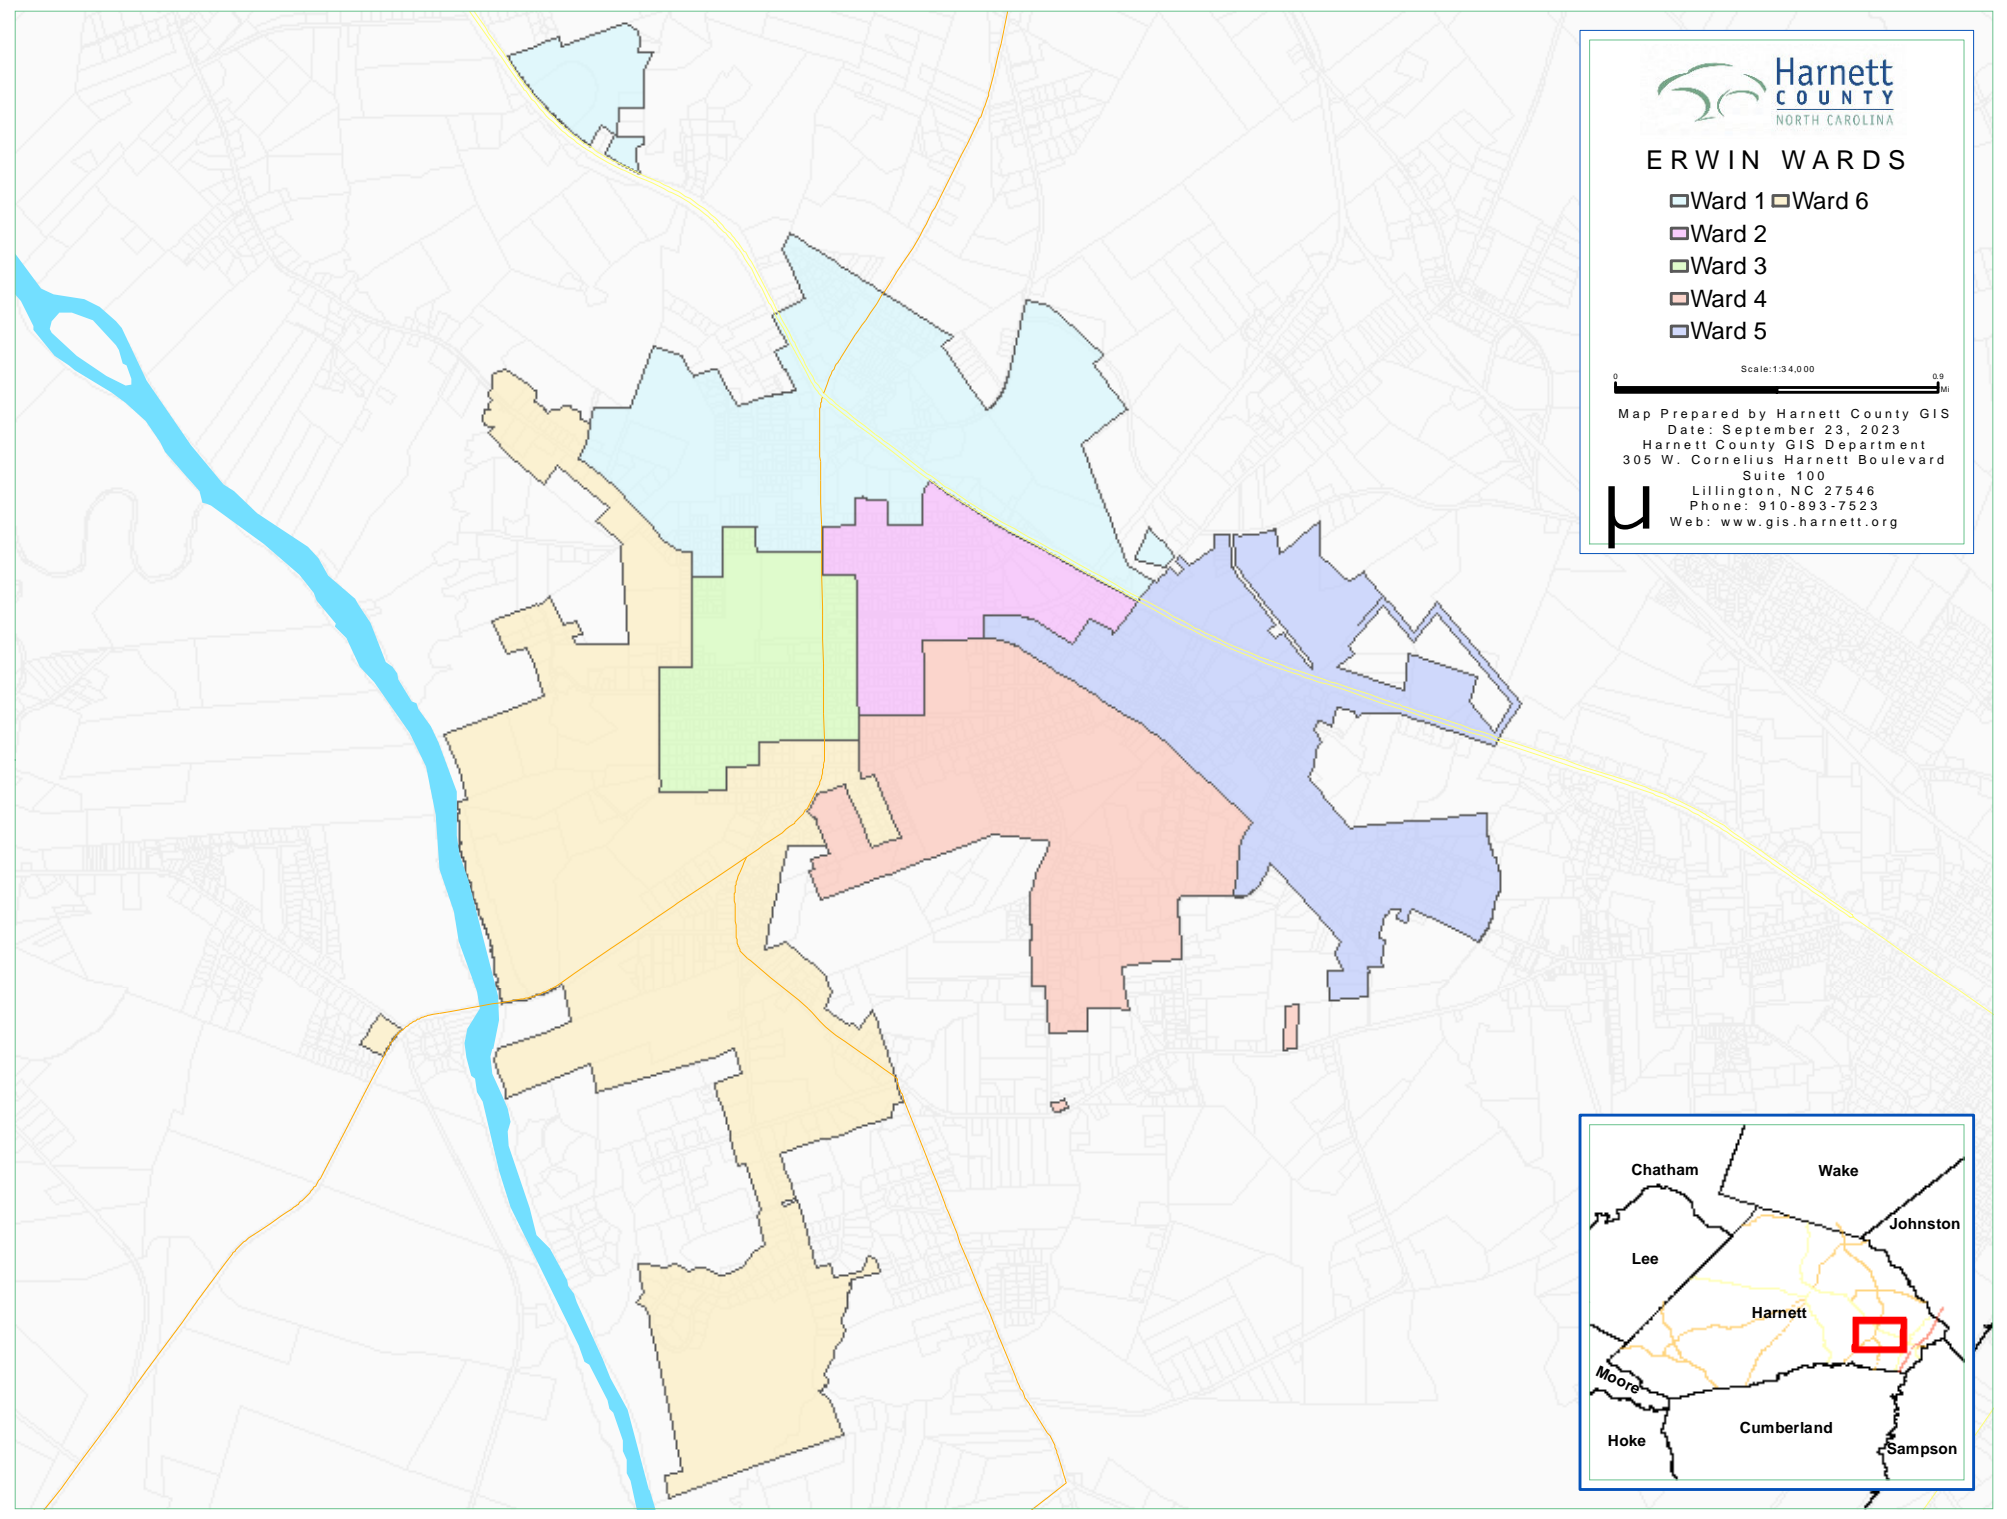 Harnett
COUNTY
NORTH CAROLINA
ERWIN WARDS
Ward 1 Ward 6
Ward 2
Ward 3
Ward 4
Ward 5
Scale:1:34,000
0 0.9
Mi
Map Prepared by Harnett County GIS
Date: September 23, 2023
Harnett County GIS Department
305 W. Cornelius Harnett Boulevard
Suite 100
Lillington, NC 27546
Phone: 910-893-7523
Web: www.gis.harnett.org
µ
Chatham
Wake
Johnston
Lee
Harnett
Moore
Cumberland
Hoke
Sampson